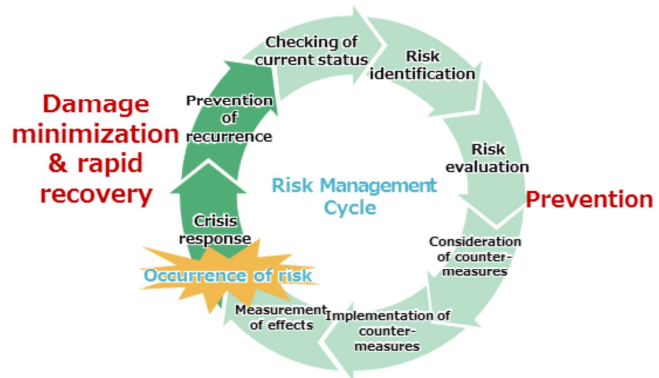 Checking of
current status
Risk
identification
Risk
evaluation
Consideration
of counter-
measures
Implementation of
counter-
measures
Measurement
of effects
Occurrence of risk
Crisis
response
Prevention
of
recurrence
Damage
minimization
& rapid
recovery
Risk Management
Cycle
Prevention